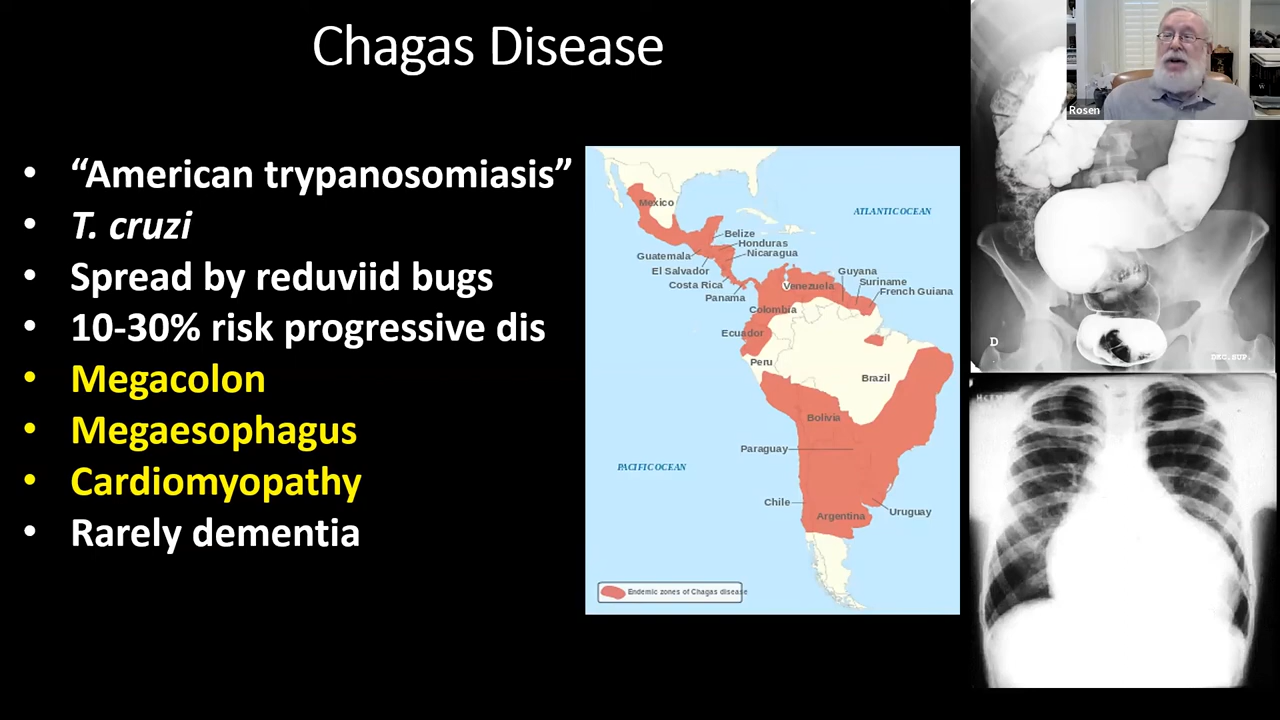 Chagas Disease
Rosen
• “American trypanosomiasis”
• T. cruzi
• Spread by reduviid bugs
• 10-30% risk progressive dis
• Megacolon
• Megaesophagus
• Cardiomyopathy
• Rarely dementia
Mexico
ATLANTIC OCEAN
Belize
Honduras
Guatemala
Nicaragua
El Salvador
Guyana
Costa Rica
Venezuela
Suriname
Panama
French Guiana
Colombia
Ecuador
Peru
Brazil
Bolivia
Paraguay
PACIFIC OCEAN
Chile
Uruguay
Argentina
Endemic zones of Chagas disease
D